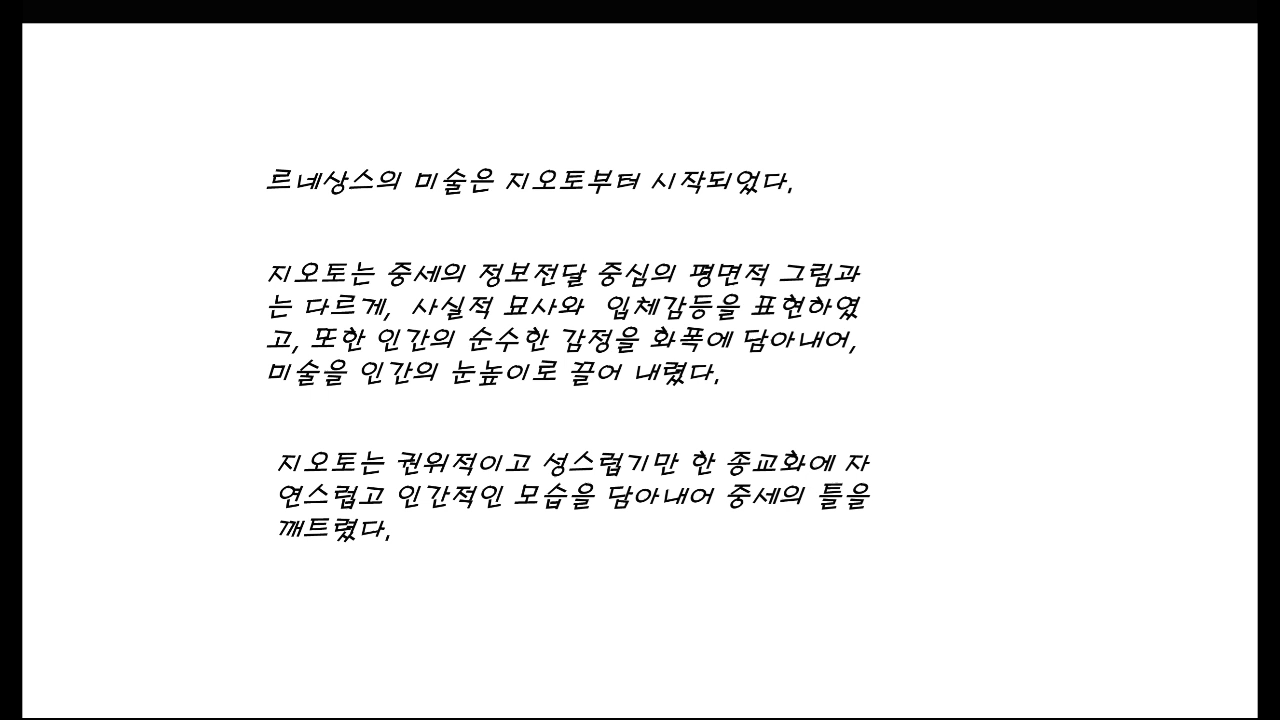 르네상스의 미술은 지오토부터 시작되었다.
지오토는 중세의 정보전달 중심의 평면적 그림과
는 다르게, 사실적 묘사와 입체감등을 표현하였
고, 또한 인간의 순수한 감정을 화폭에 담아내어,
미술을 인간의 눈높이로 끌어 내렸다.
지오토는 권위적이고 성스럽기만 한 종교화에 자
연스럽고 인간적인 모습을 담아내어 중세의 틀을
깨트렸다.